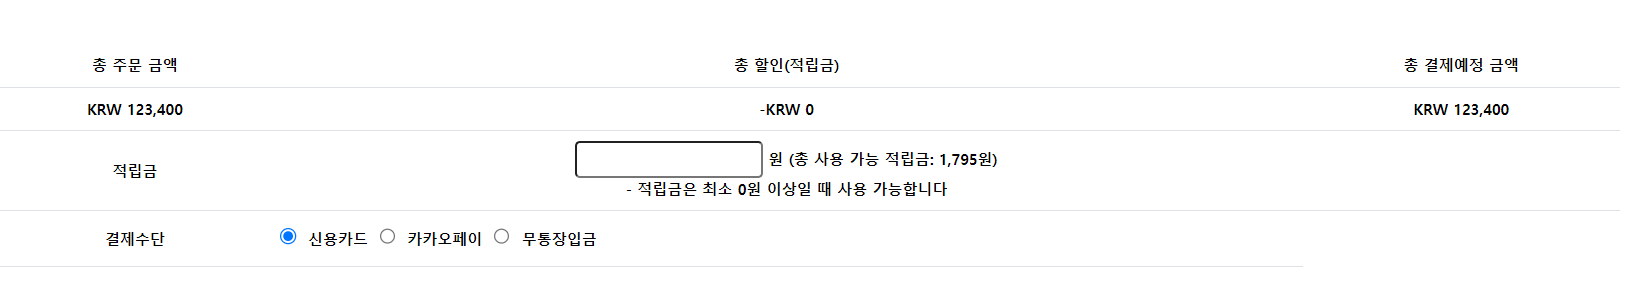 총 주문 금액 총 할인(적립금) 총 결제예정 금액
KRW 123,400 -KRW 0 KRW 123,400
적립금 원 (총 사용 가능 적립금: 1,795원)
- 적립금은 최소 0원 이상일 때 사용 가능합니다
결제수단 신용카드 카카오페이 무통장입금